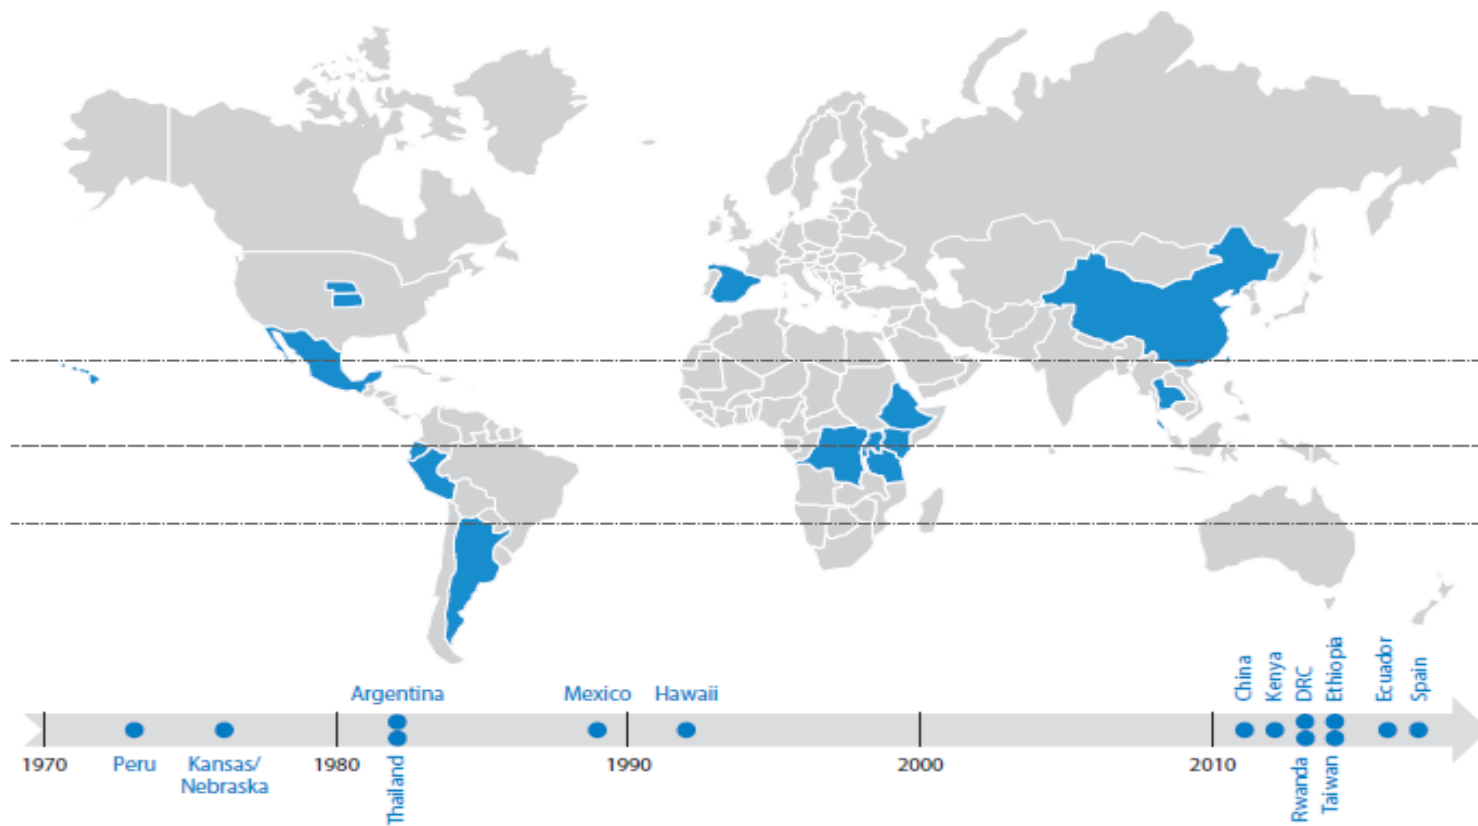 China
Kenya
DRC
Ethiopia
Ecuador
Spain
Argentina
Mexico
Hawaii
1970
Peru
Kansas/
Nebraska
1980
Thailand
1990
2000
2010
Rwanda
Taiwan